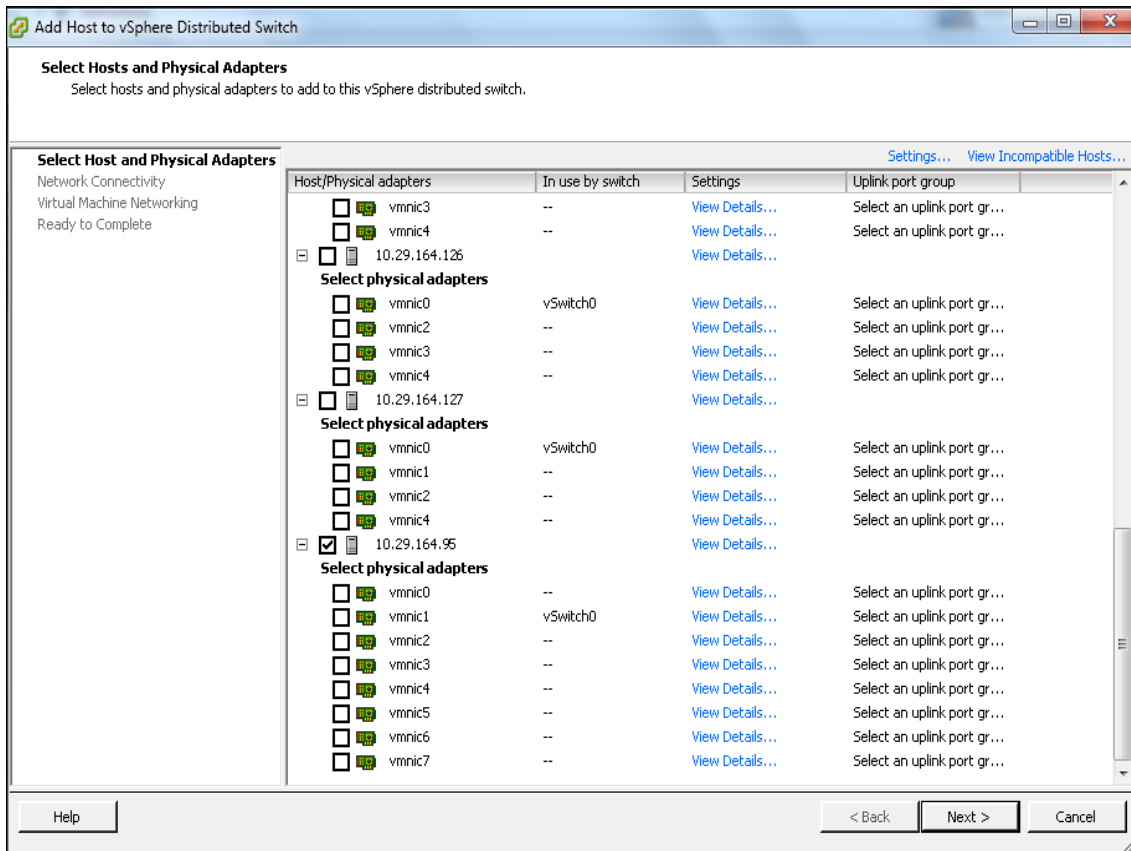 Add Host to vSphere Distributed Switch
Select Hosts and Physical Adapters
Select hosts and physical adapters to add to this vSphere distributed switch.
Select Host and Physical Adapters
Network Connectivity
Virtual Machine Networking
Ready to Complete
Settings... View Incompatible Hosts...
Host/Physical adapters In use by switch Settings Uplink port group
vmnic3 -- View Details... Select an uplink port gr...
vmnic4 -- View Details... Select an uplink port gr...
10.29.164.126 View Details...
Select physical adapters
vmnic0 vSwitch0 View Details... Select an uplink port gr...
vmnic2 -- View Details... Select an uplink port gr...
vmnic3 -- View Details... Select an uplink port gr...
vmnic4 -- View Details... Select an uplink port gr...
10.29.164.127 View Details...
Select physical adapters
vmnic0 vSwitch0 View Details... Select an uplink port gr...
vmnic1 -- View Details... Select an uplink port gr...
vmnic2 -- View Details... Select an uplink port gr...
vmnic4 -- View Details... Select an uplink port gr...
10.29.164.95 View Details...
Select physical adapters
vmnic0 -- View Details... Select an uplink port gr...
vmnic1 vSwitch0 View Details... Select an uplink port gr...
vmnic2 -- View Details... Select an uplink port gr...
vmnic3 -- View Details... Select an uplink port gr...
vmnic4 -- View Details... Select an uplink port gr...
vmnic5 -- View Details... Select an uplink port gr...
vmnic6 -- View Details... Select an uplink port gr...
vmnic7 -- View Details... Select an uplink port gr...
Help < Back Next > Cancel